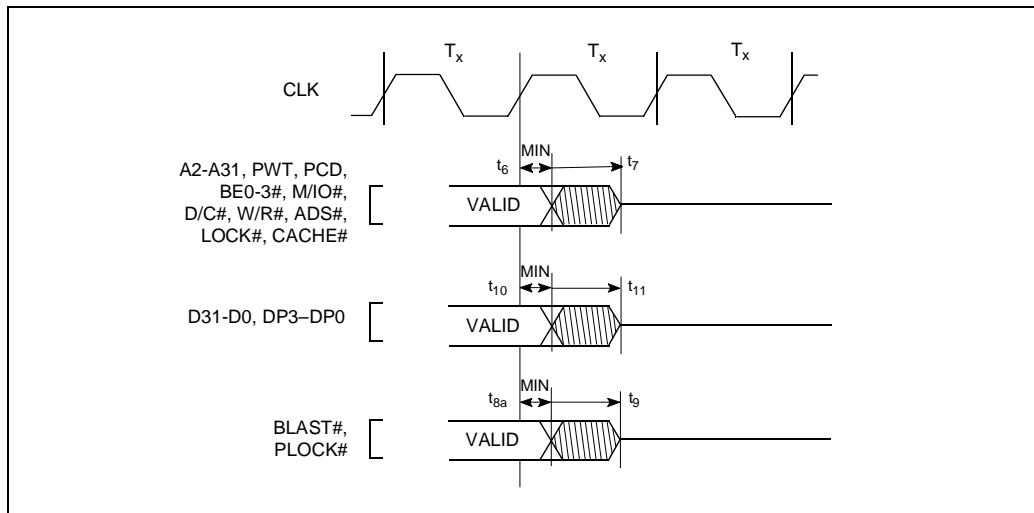 Tx Tx Tx
CLK
t6 MIN t7
A2-A31, PWT, PCD,
BE0-3#, M/IO#,
D/C#, W/R#, ADS#,
LOCK#, CACHE#
VALID
t10 MIN t11
D31-D0, DP3–DP0
VALID
t8a MIN t9
BLAST#,
PLOCK#
VALID